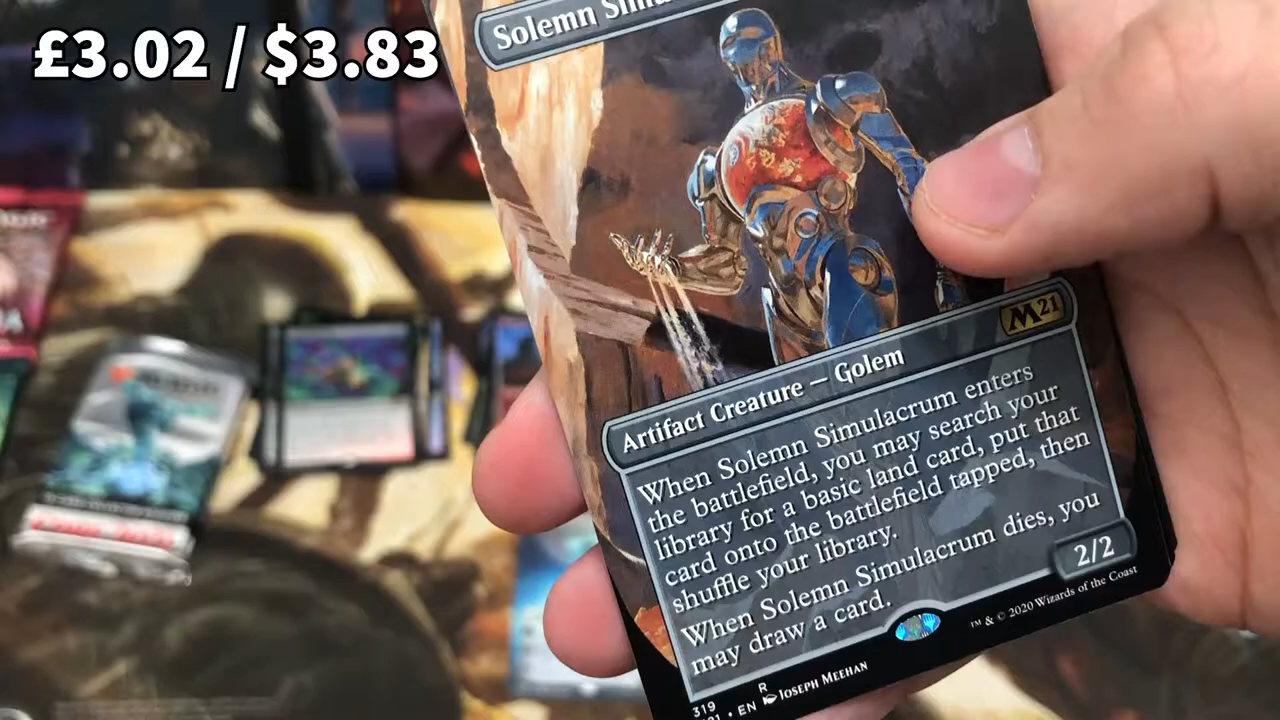 £3.02 / $3.83
Solemn
M21
Artifact Creature — Golem
When Solemn Simulacrum enters
the battlefield, you may search your
library for a basic land card, put that
card onto the battlefield tapped, then
shuffle your library.
When Solemn Simulacrum dies, you
may draw a card.
2/2
R
319
• EN JOSEPH MEEHAN
™ & © 2020 Wizards of the Coast